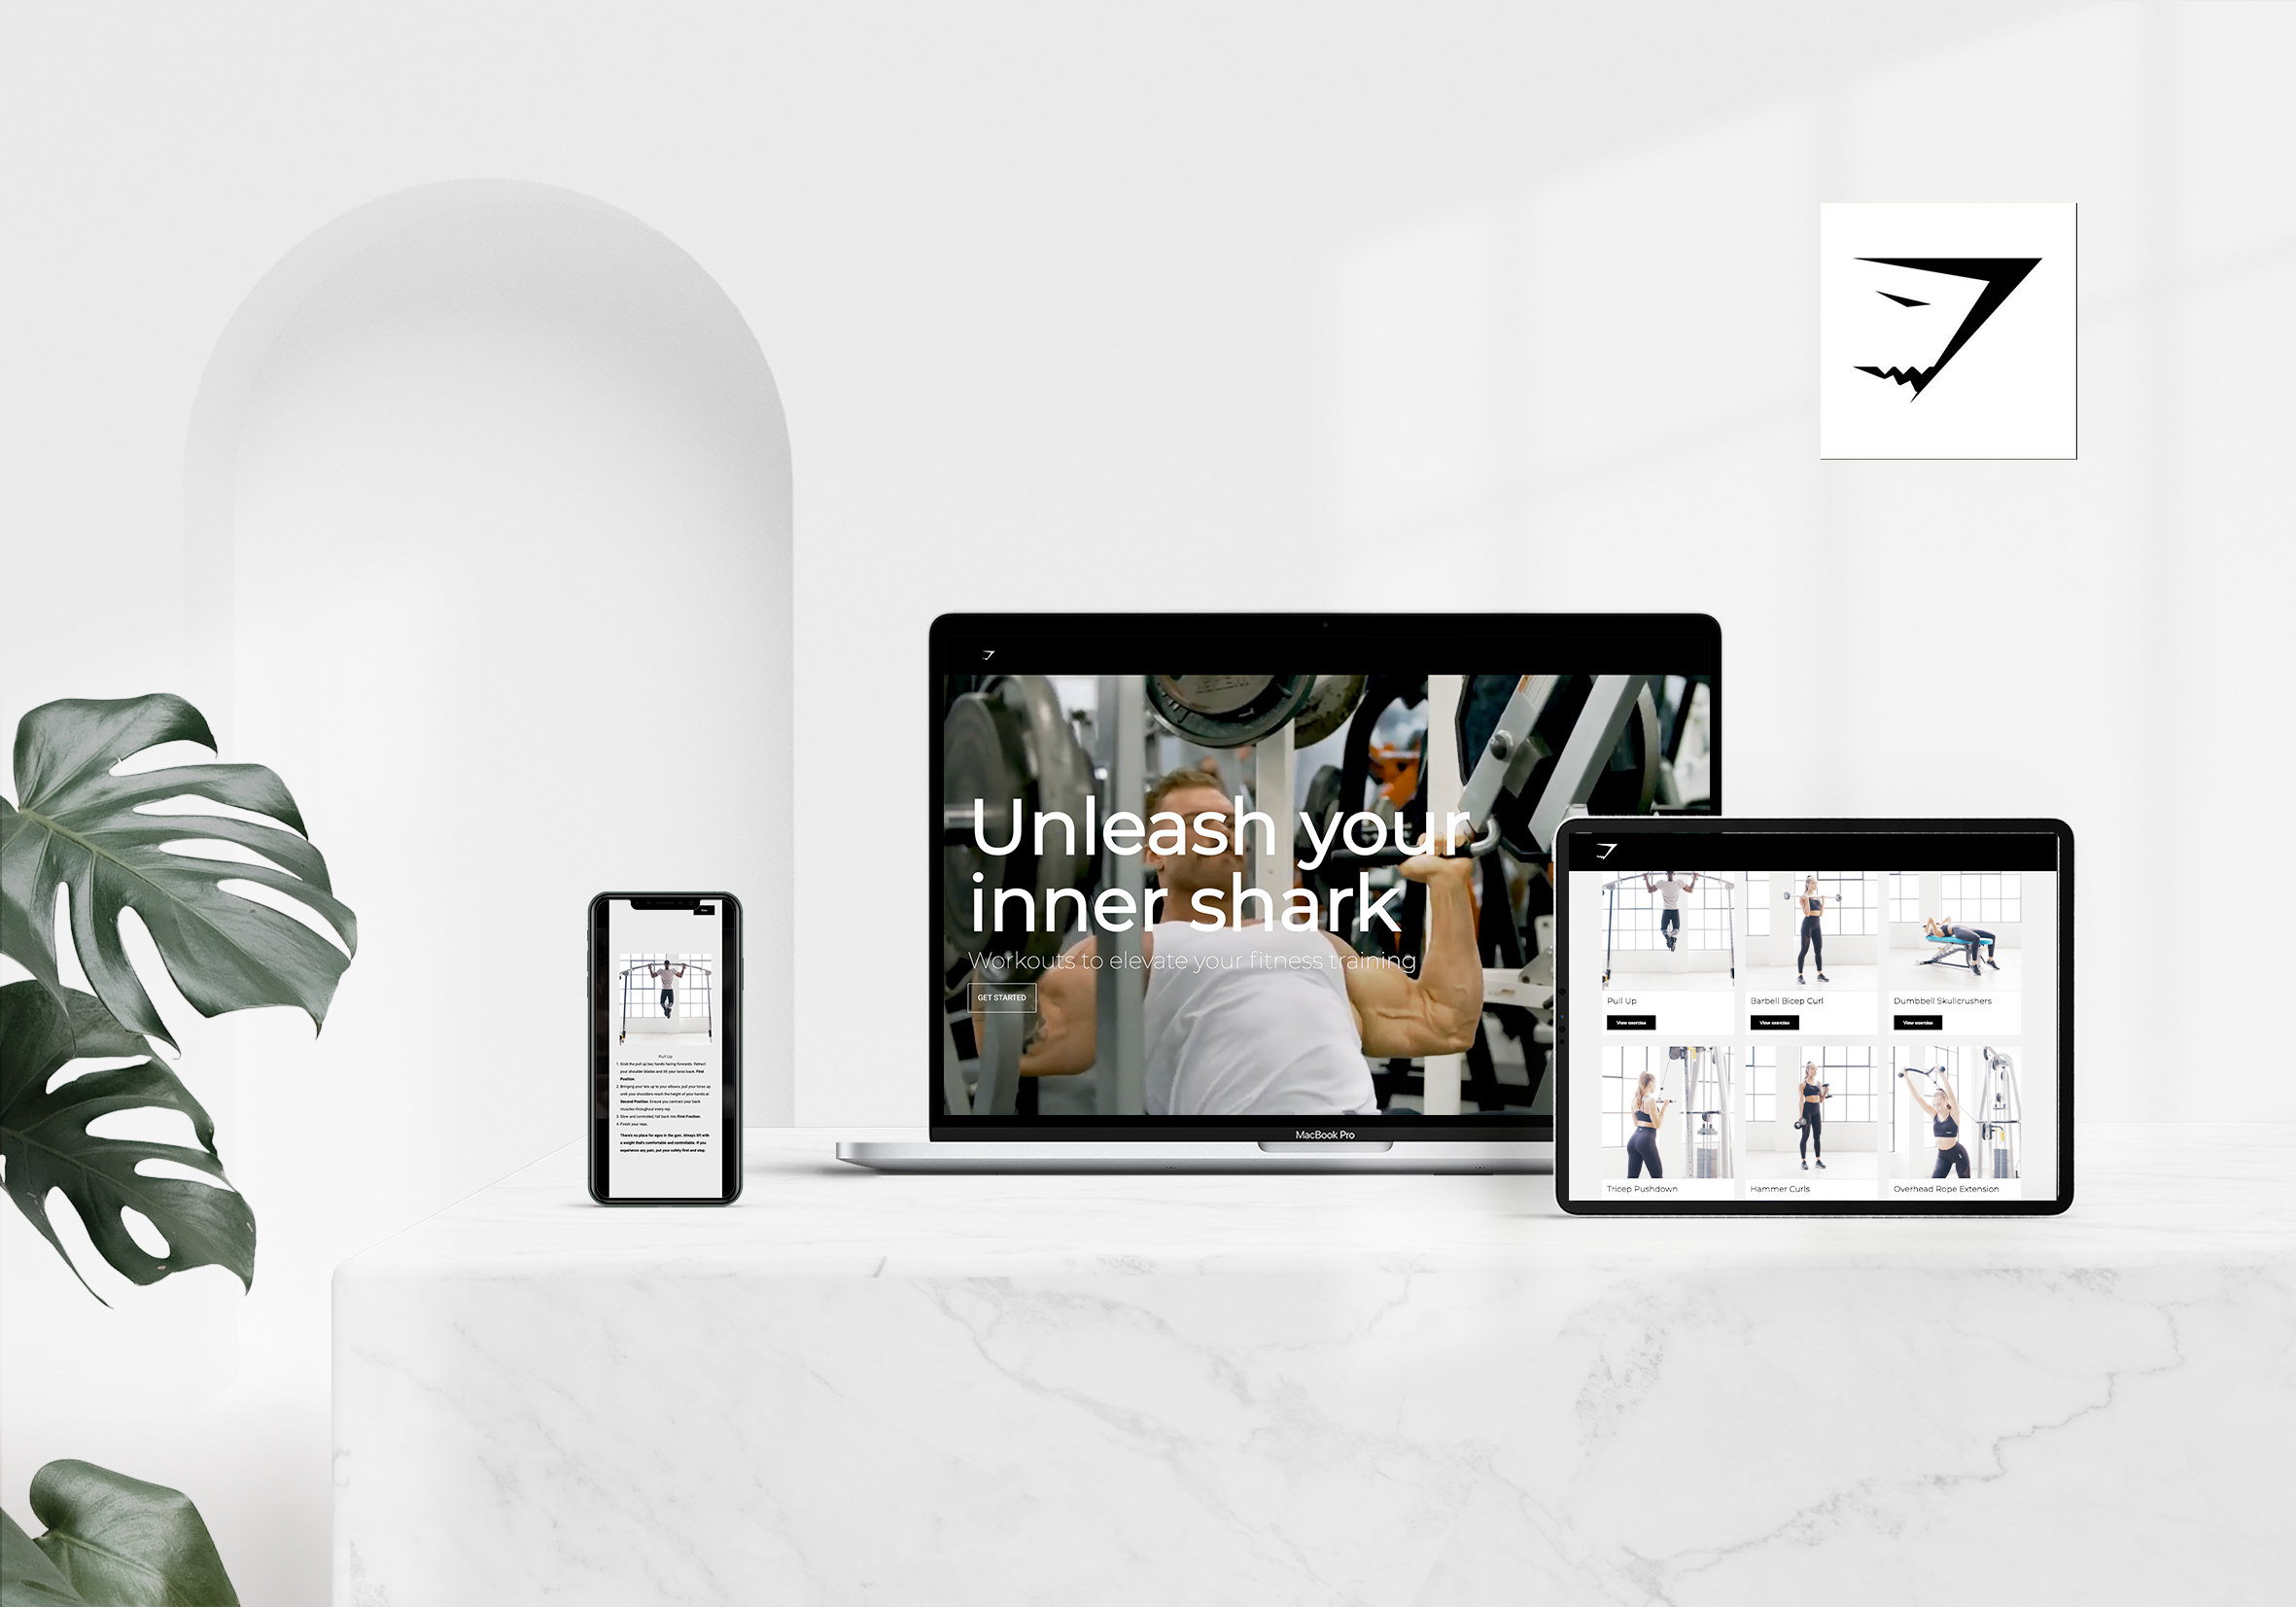 Unleash your
inner shark
Workouts to elevate your fitness training
GET STARTED
MacBook Pro
Pull Up
1. Grab the pull up bar, hands facing forwards. Retract
your shoulder blades and tilt your torso back. First
Position.
2. Bringing your lats up to your elbows, pull your torso up
until your shoulders reach the height of your hands at
Second Position. Ensure you contract your back
muscles throughout every rep.
3. Slow and controlled, fall back into First Position.
4. Finish your reps.
There's no place for egos in the gym. Always lift with
a weight that's comfortable and controllable. If you
experience any pain, put your safety first and stop.
Pull Up
Barbell Bicep Curl
Dumbbell Skullcrushers
View exercise
View exercise
View exercise
Tricep Pushdown
Hammer Curls
Overhead Rope Extension